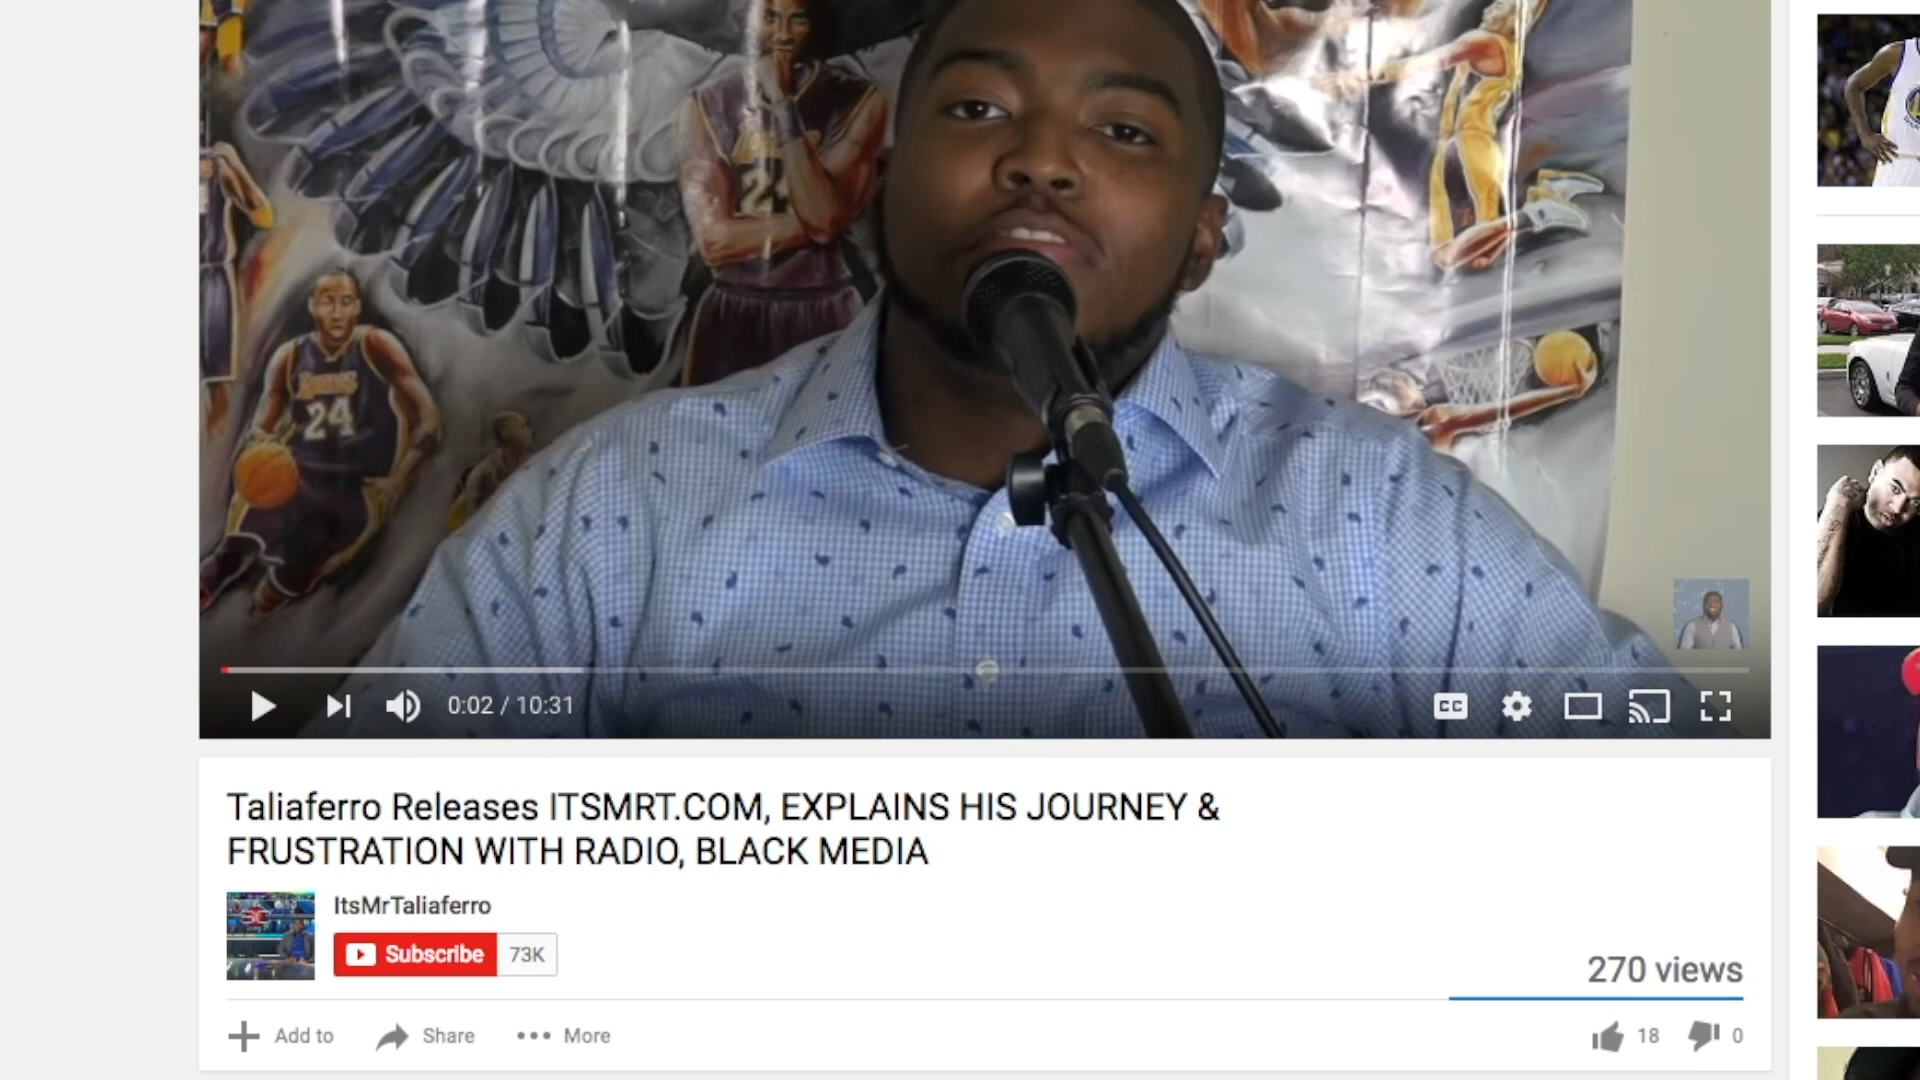 24
LAKERS
24
0:02 / 10:31
CC
Taliaferro Releases ITSMRT.COM, EXPLAINS HIS JOURNEY &
FRUSTRATION WITH RADIO, BLACK MEDIA
ItsMrTaliaferro
Subscribe 73K
270 views
Add to Share More 18 0